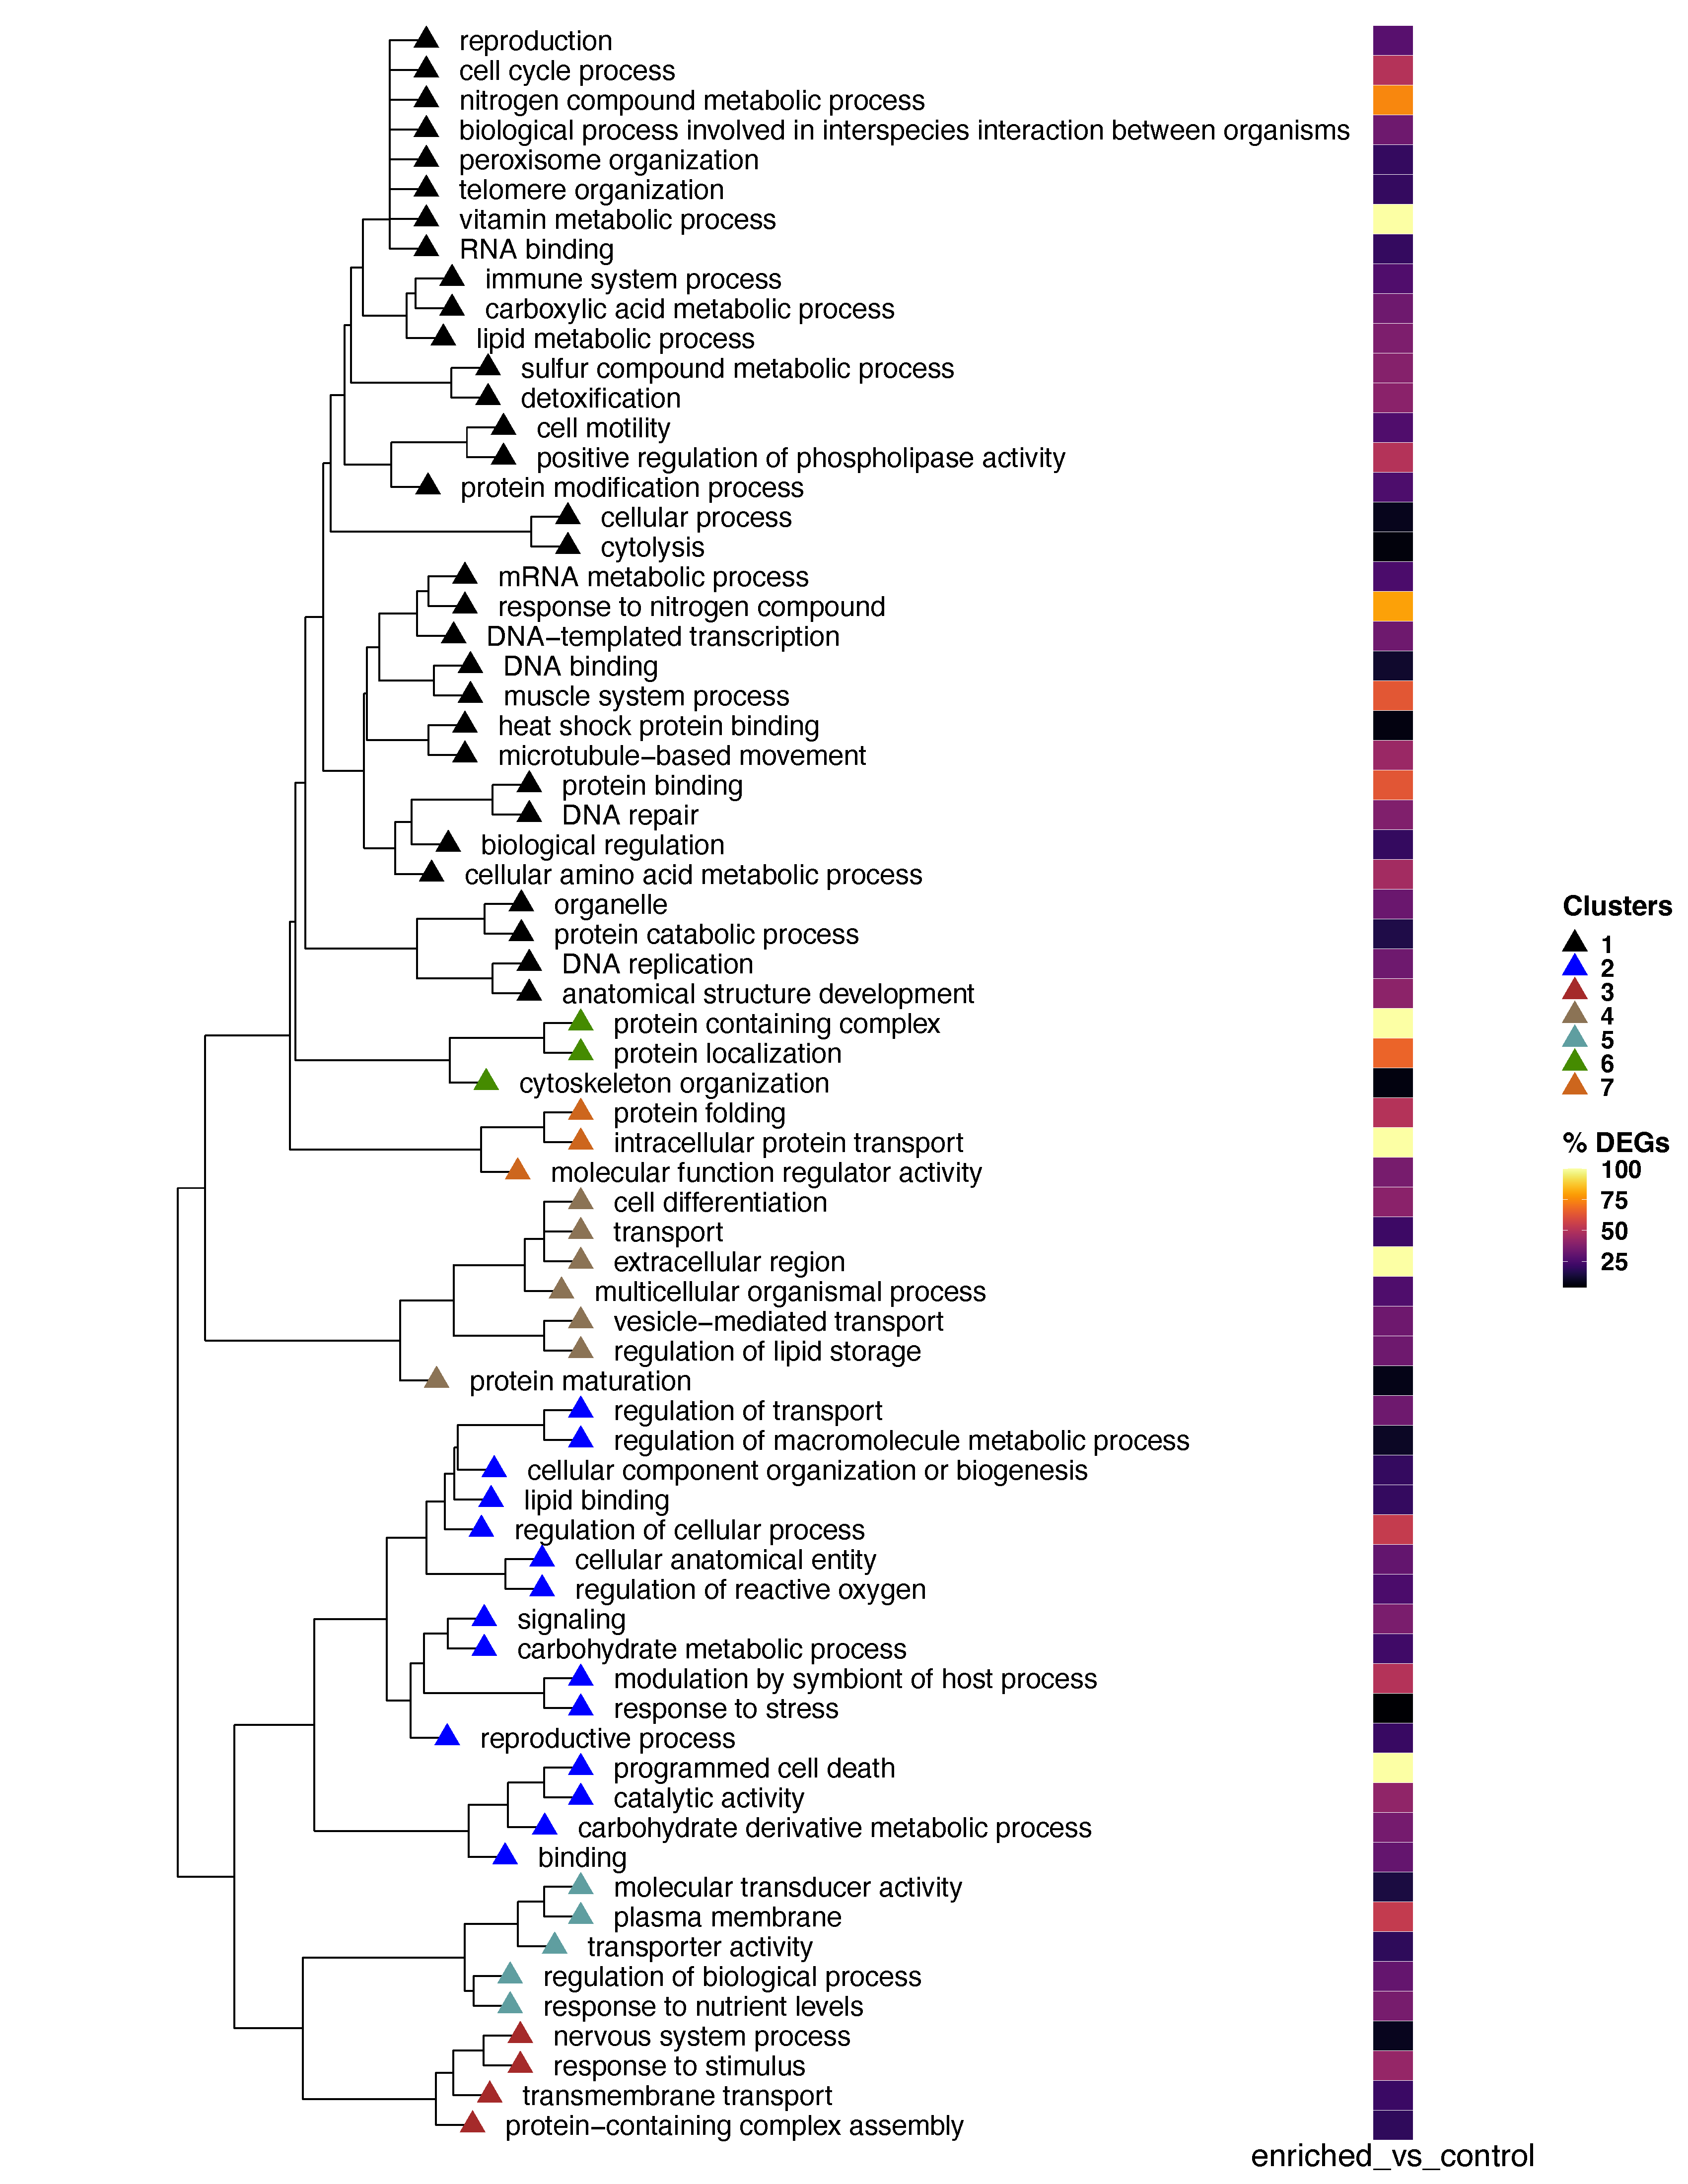 reproduction
cell cycle process
nitrogen compound metabolic process
biological process involved in interspecies interaction between organisms
peroxisome organization
telomere organization
vitamin metabolic process
RNA binding
immune system process
carboxylic acid metabolic process
lipid metabolic process
sulfur compound metabolic process
detoxification
cell motility
positive regulation of phospholipase activity
protein modification process
cellular process
cytolysis
mRNA metabolic process
response to nitrogen compound
DNA−templated transcription
DNA binding
muscle system process
heat shock protein binding
microtubule−based movement
protein binding
DNA repair
biological regulation
cellular amino acid metabolic process
organelle
protein catabolic process
DNA replication
anatomical structure development
protein containing complex
protein localization
cytoskeleton organization
protein folding
intracellular protein transport
molecular function regulator activity
cell differentiation
transport
extracellular region
multicellular organismal process
vesicle−mediated transport
regulation of lipid storage
protein maturation
regulation of transport
regulation of macromolecule metabolic process
cellular component organization or biogenesis
lipid binding
regulation of cellular process
cellular anatomical entity
regulation of reactive oxygen
signaling
carbohydrate metabolic process
modulation by symbiont of host process
response to stress
reproductive process
programmed cell death
catalytic activity
carbohydrate derivative metabolic process
binding
molecular transducer activity
plasma membrane
transporter activity
regulation of biological process
response to nutrient levels
nervous system process
response to stimulus
transmembrane transport
protein−containing complex assembly
enriched_vs_control
Clusters
1
2
3
4
5
6
7
% DEGs
100
75
50
25